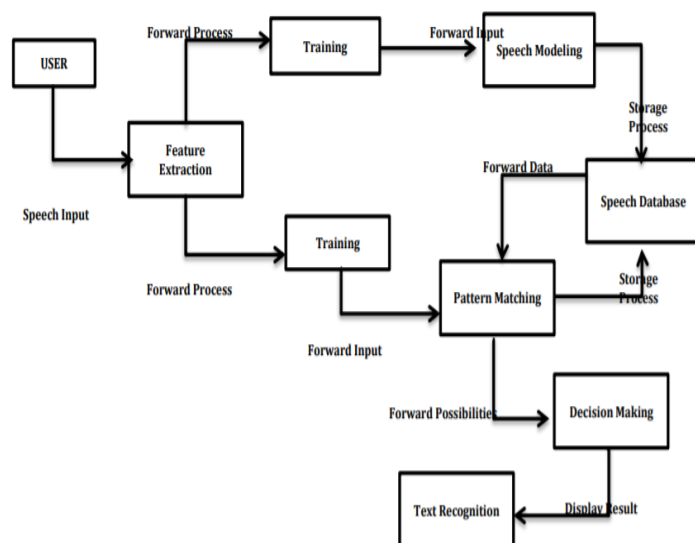 Forward Process
Training
Forward Input
Speech Modeling
USER
Storage
Process
Feature
Extraction
Forward Data
Speech Database
Speech Input
Training
Storage
Process
Forward Process
Pattern Matching
Forward Input
Forward Possibilities
Decision Making
Text Recognition
Display Result